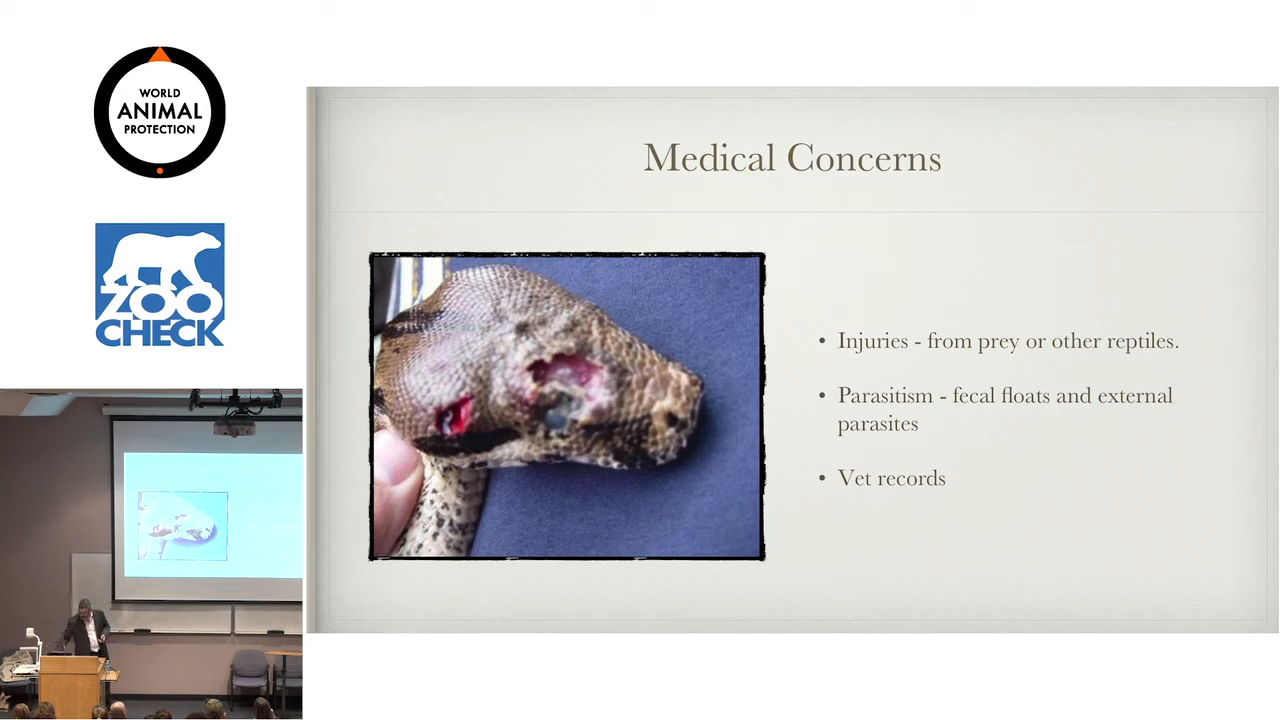 WORLD
ANIMAL
PROTECTION
ZOO
CHECK
Medical Concerns
• Injuries - from prey or other reptiles.
• Parasitism - fecal floats and external
parasites
• Vet records